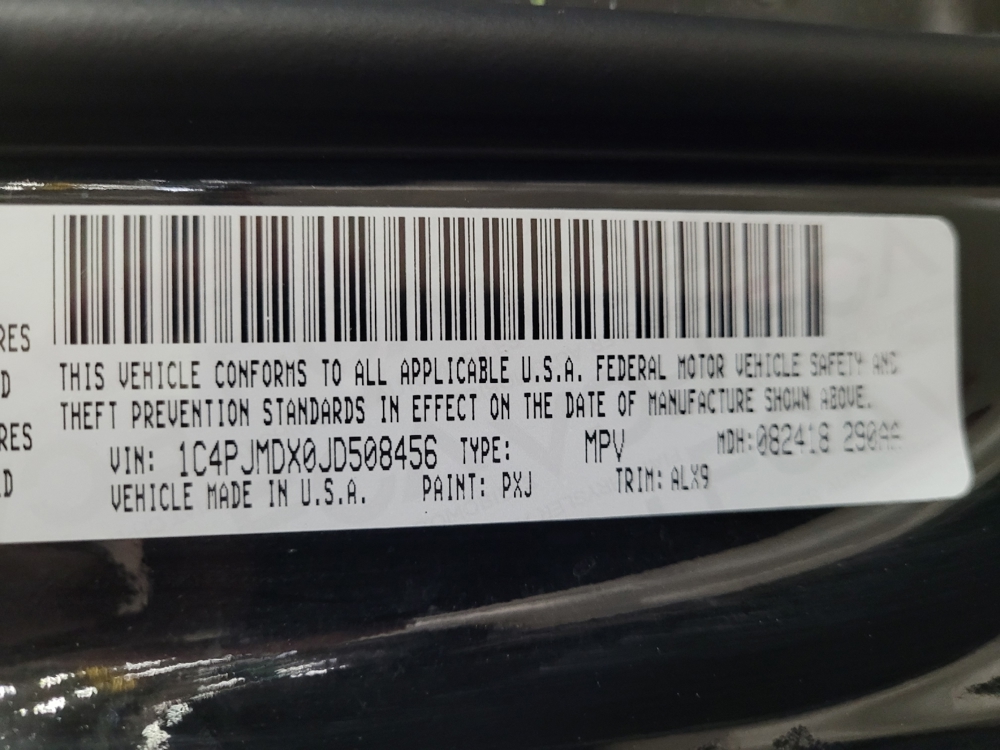 RES
THIS VEHICLE CONFORMS TO ALL APPLICABLE U.S.A. FEDERAL MOTOR VEHICLE SAFETY AND
D
THEFT PREVENTION STANDARDS IN EFFECT ON THE DATE OF MANUFACTURE SHOWN ABOVE.
RES
VIN: 1C4PJMDX0JD508456 TYPE: MPV MDH:082418 290AA
D
VEHICLE MADE IN U.S.A. PAINT: PXJ TRIM: ALX9